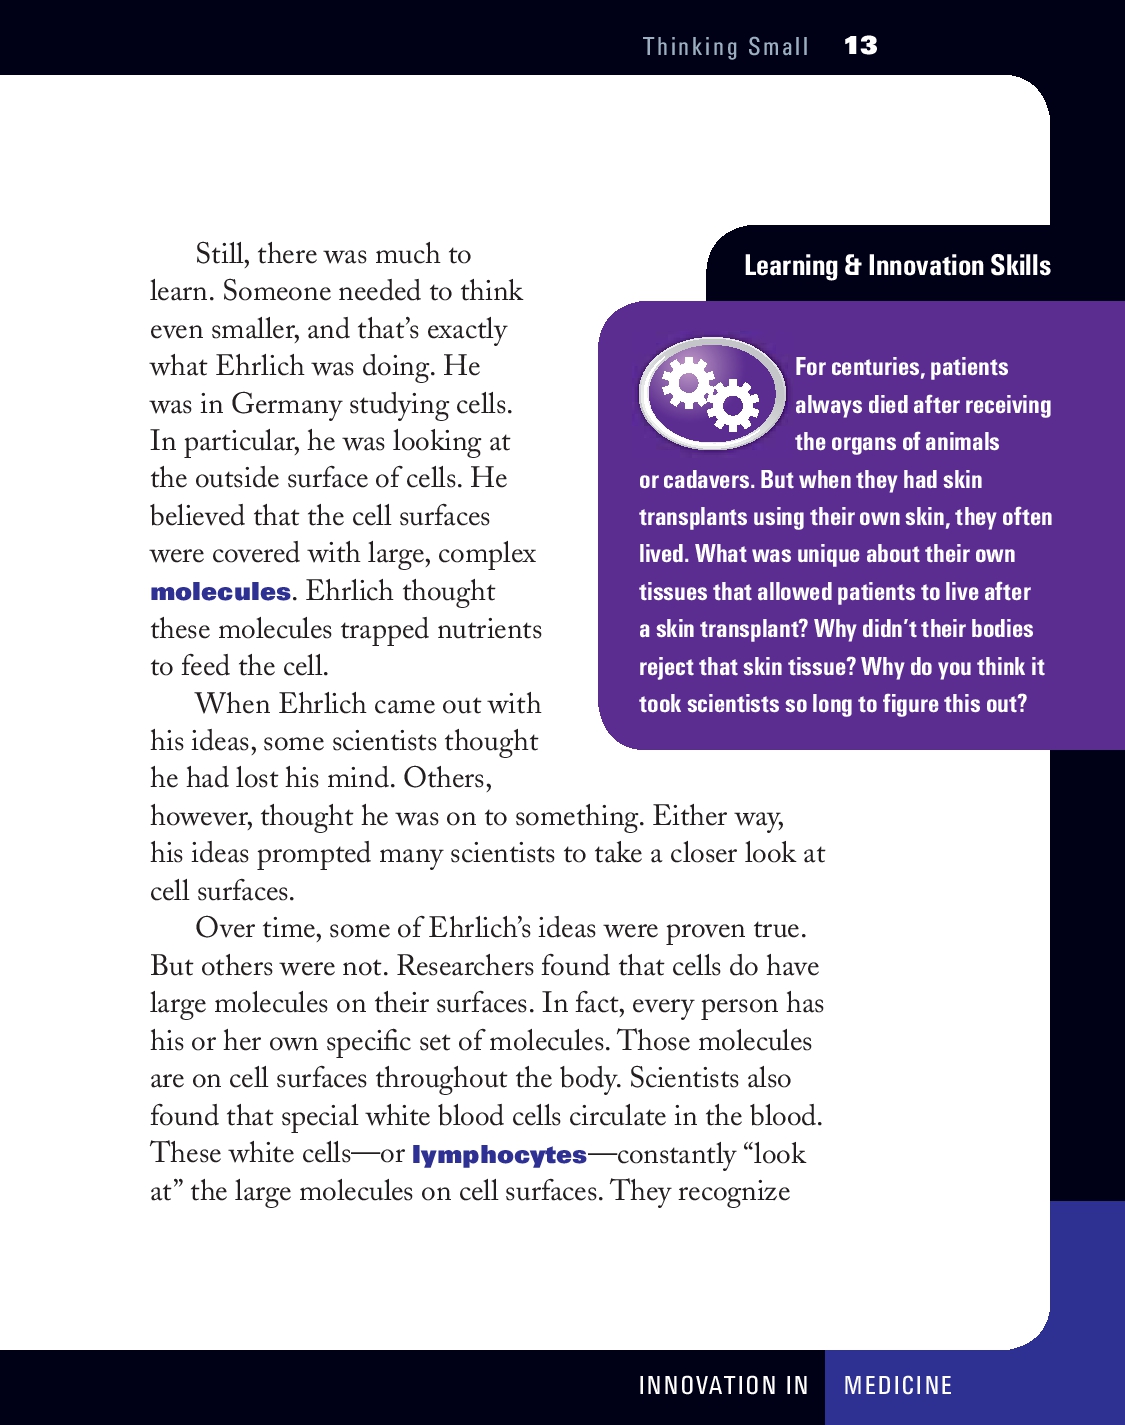 Thinking Small 13
Still, there was much to
learn. Someone needed to think
even smaller, and that’s exactly
what Ehrlich was doing. He
was in Germany studying cells.
In particular, he was looking at
the outside surface of cells. He
believed that the cell surfaces
were covered with large, complex
molecules. Ehrlich thought
these molecules trapped nutrients
to feed the cell.
When Ehrlich came out with
his ideas, some scientists thought
he had lost his mind. Others,
however, thought he was on to something. Either way,
his ideas prompted many scientists to take a closer look at
cell surfaces.
Over time, some of Ehrlich’s ideas were proven true.
But others were not. Researchers found that cells do have
large molecules on their surfaces. In fact, every person has
his or her own specific set of molecules. Those molecules
are on cell surfaces throughout the body. Scientists also
found that special white blood cells circulate in the blood.
These white cells—or lymphocytes—constantly “look
at” the large molecules on cell surfaces. They recognize
Learning & Innovation Skills
For centuries, patients
always died after receiving
the organs of animals
or cadavers. But when they had skin
transplants using their own skin, they often
lived. What was unique about their own
tissues that allowed patients to live after
a skin transplant? Why didn’t their bodies
reject that skin tissue? Why do you think it
took scientists so long to figure this out?
INNOVATION IN MEDICINE